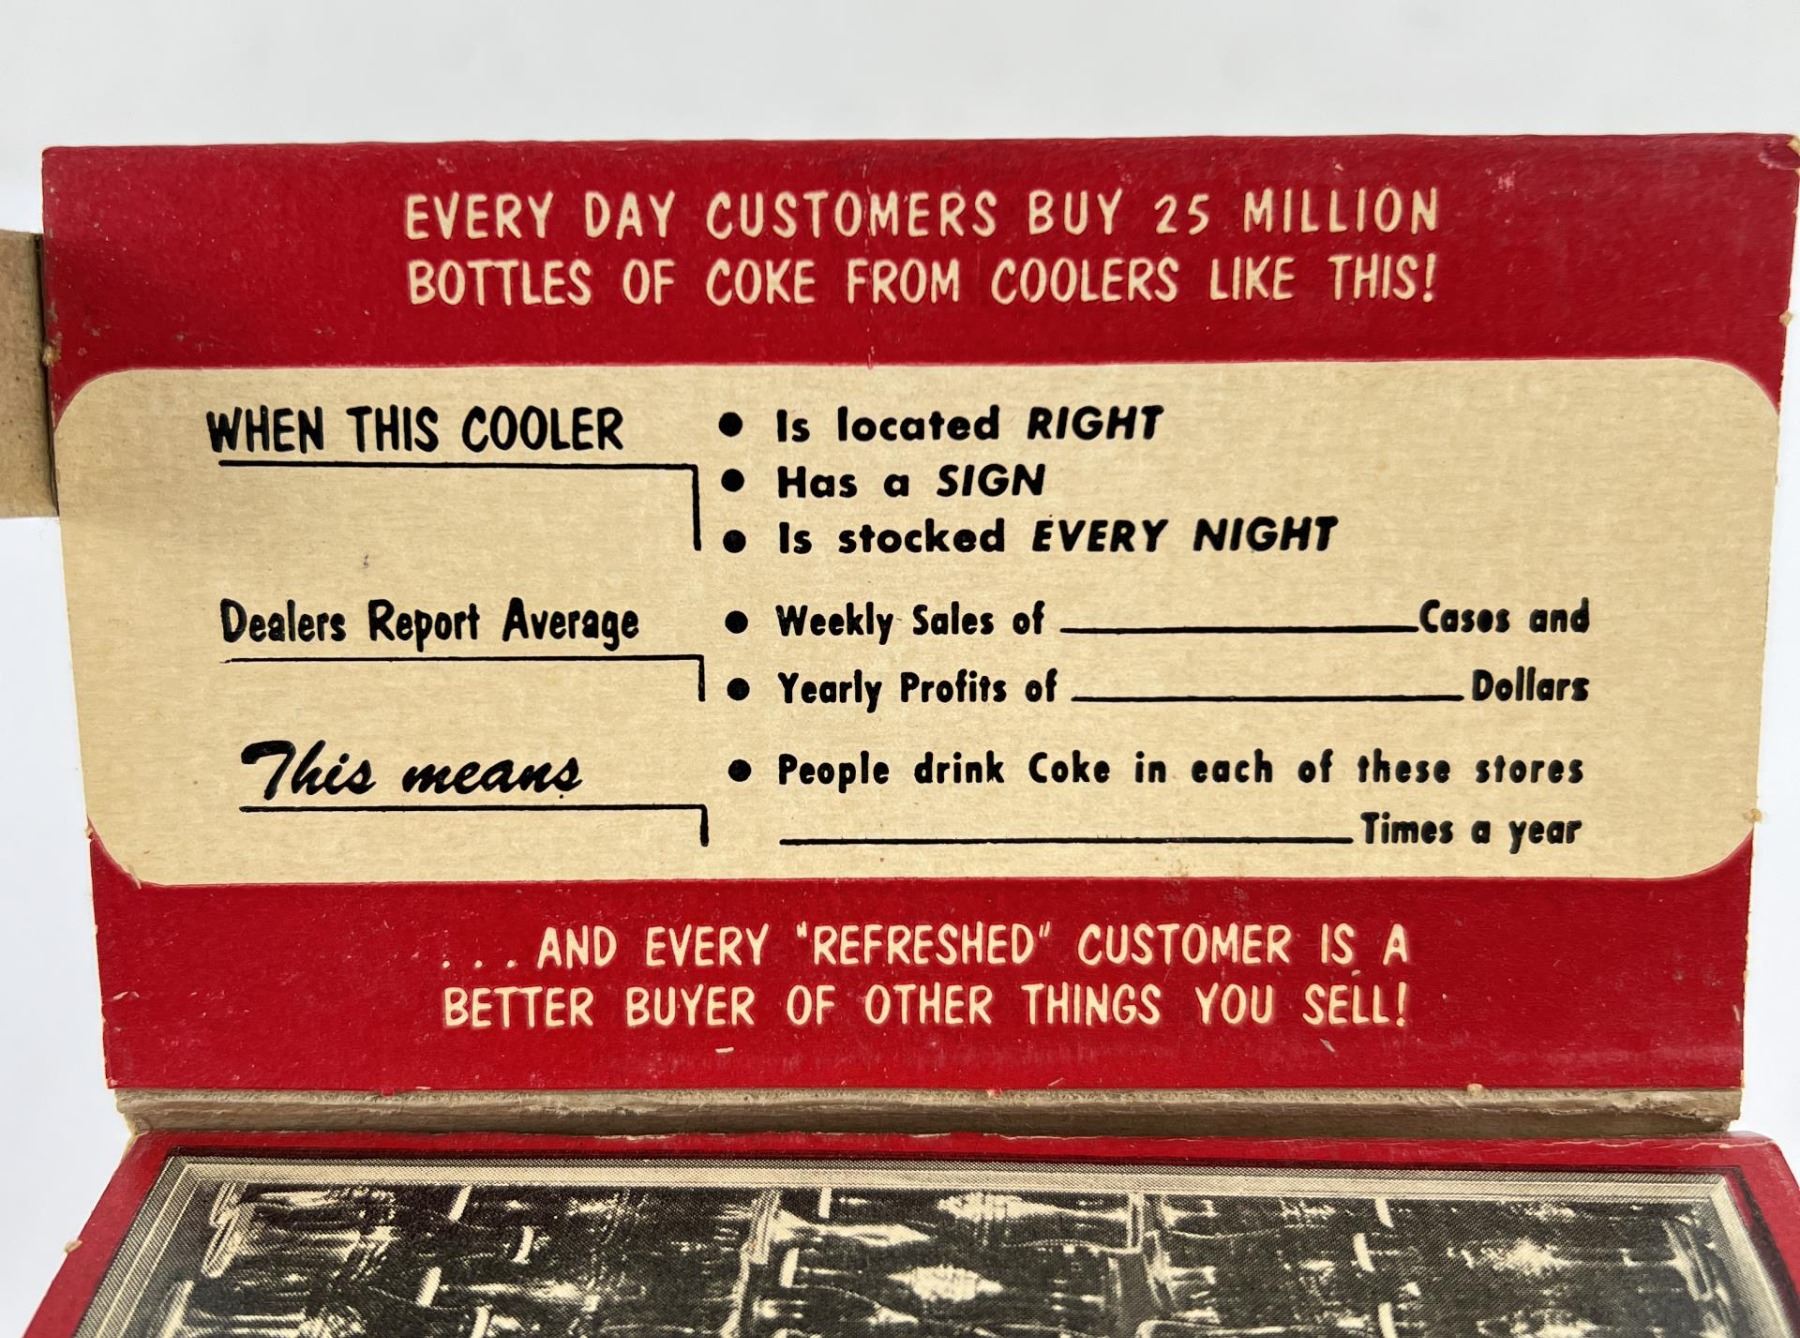 EVERY DAY CUSTOMERS BUY 25 MILLION
BOTTLES OF COKE FROM COOLERS LIKE THIS!
WHEN THIS COOLER
• Is located RIGHT
• Has a SIGN
• Is stocked EVERY NIGHT
Dealers Report Average
• Weekly Sales of ____________ Cases and
• Yearly Profits of ____________ Dollars
This means
• People drink Coke in each of these stores
____________ Times a year
...AND EVERY "REFRESHED" CUSTOMER IS A
BETTER BUYER OF OTHER THINGS YOU SELL!